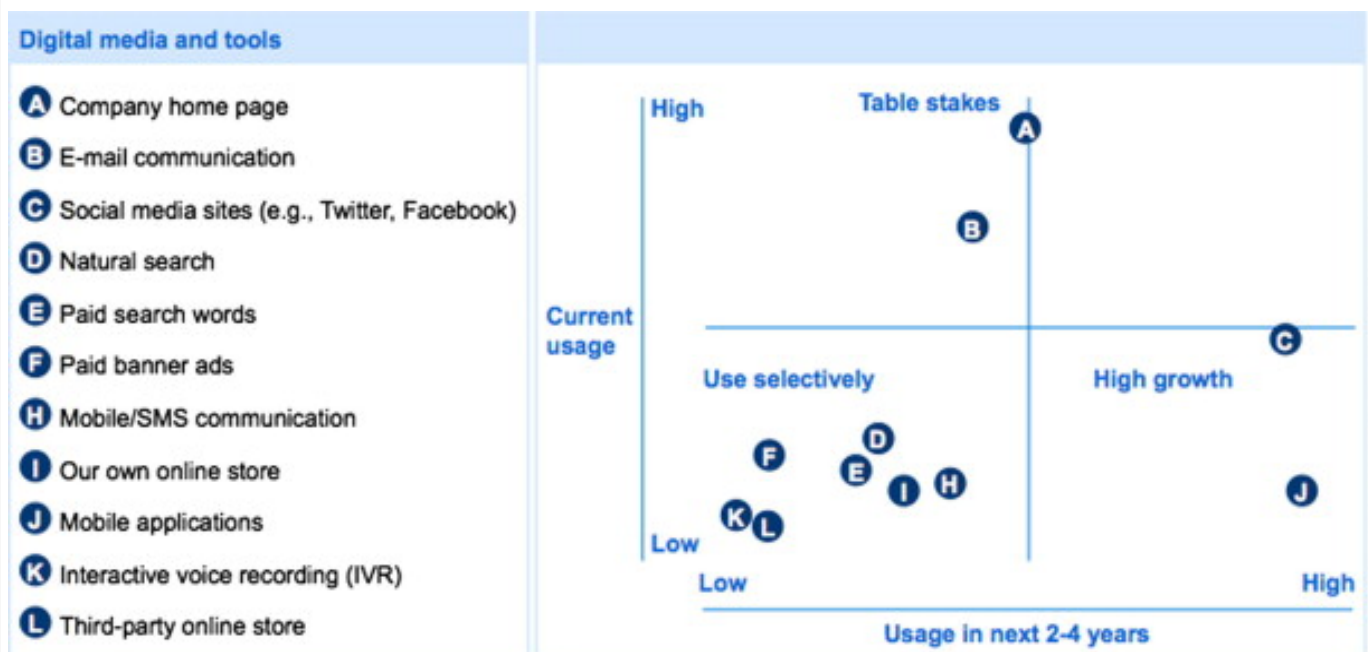 Digital media and tools
A Company home page
B E-mail communication
C Social media sites (e.g., Twitter, Facebook)
D Natural search
E Paid search words
F Paid banner ads
H Mobile/SMS communication
I Our own online store
J Mobile applications
K Interactive voice recording (IVR)
L Third-party online store
High
Table stakes
A
B
Current
usage
C
Use selectively
High growth
D
F
E
I
H
J
K
L
Low
Low
High
Usage in next 2-4 years